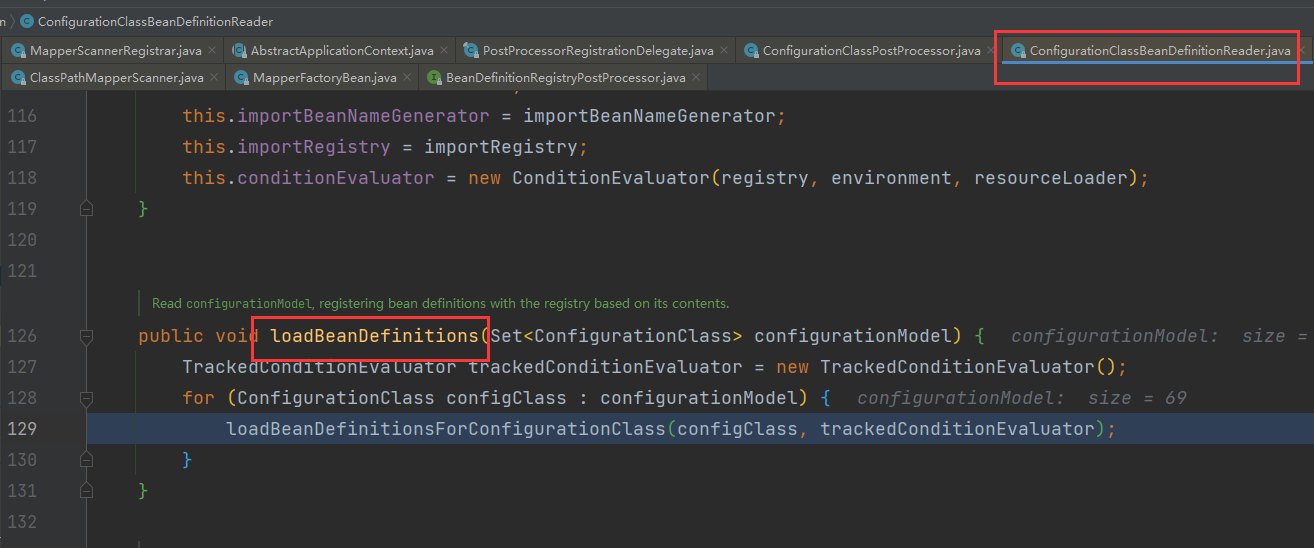 n › ConfigurationClassBeanDefinitionReader
MapperScannerRegistrar.java × AbstractApplicationContext.java × PostProcessorRegistrationDelegate.java × ConfigurationClassPostProcessor.java × ConfigurationClassBeanDefinitionReader.java ×
ClassPathMapperScanner.java × MapperFactoryBean.java × BeanDefinitionRegistryPostProcessor.java ×
116 this.importBeanNameGenerator = importBeanNameGenerator;
117 this.importRegistry = importRegistry;
118 this.conditionEvaluator = new ConditionEvaluator(registry, environment, resourceLoader);
119 }
120
121
Read configurationModel, registering bean definitions with the registry based on its contents.
126 public void loadBeanDefinitions(Set<ConfigurationClass> configurationModel) { configurationModel: size =
127 TrackedConditionEvaluator trackedConditionEvaluator = new TrackedConditionEvaluator();
128 for (ConfigurationClass configClass : configurationModel) { configurationModel: size = 69
129 loadBeanDefinitionsForConfigurationClass(configClass, trackedConditionEvaluator);
130 }
131 }
132